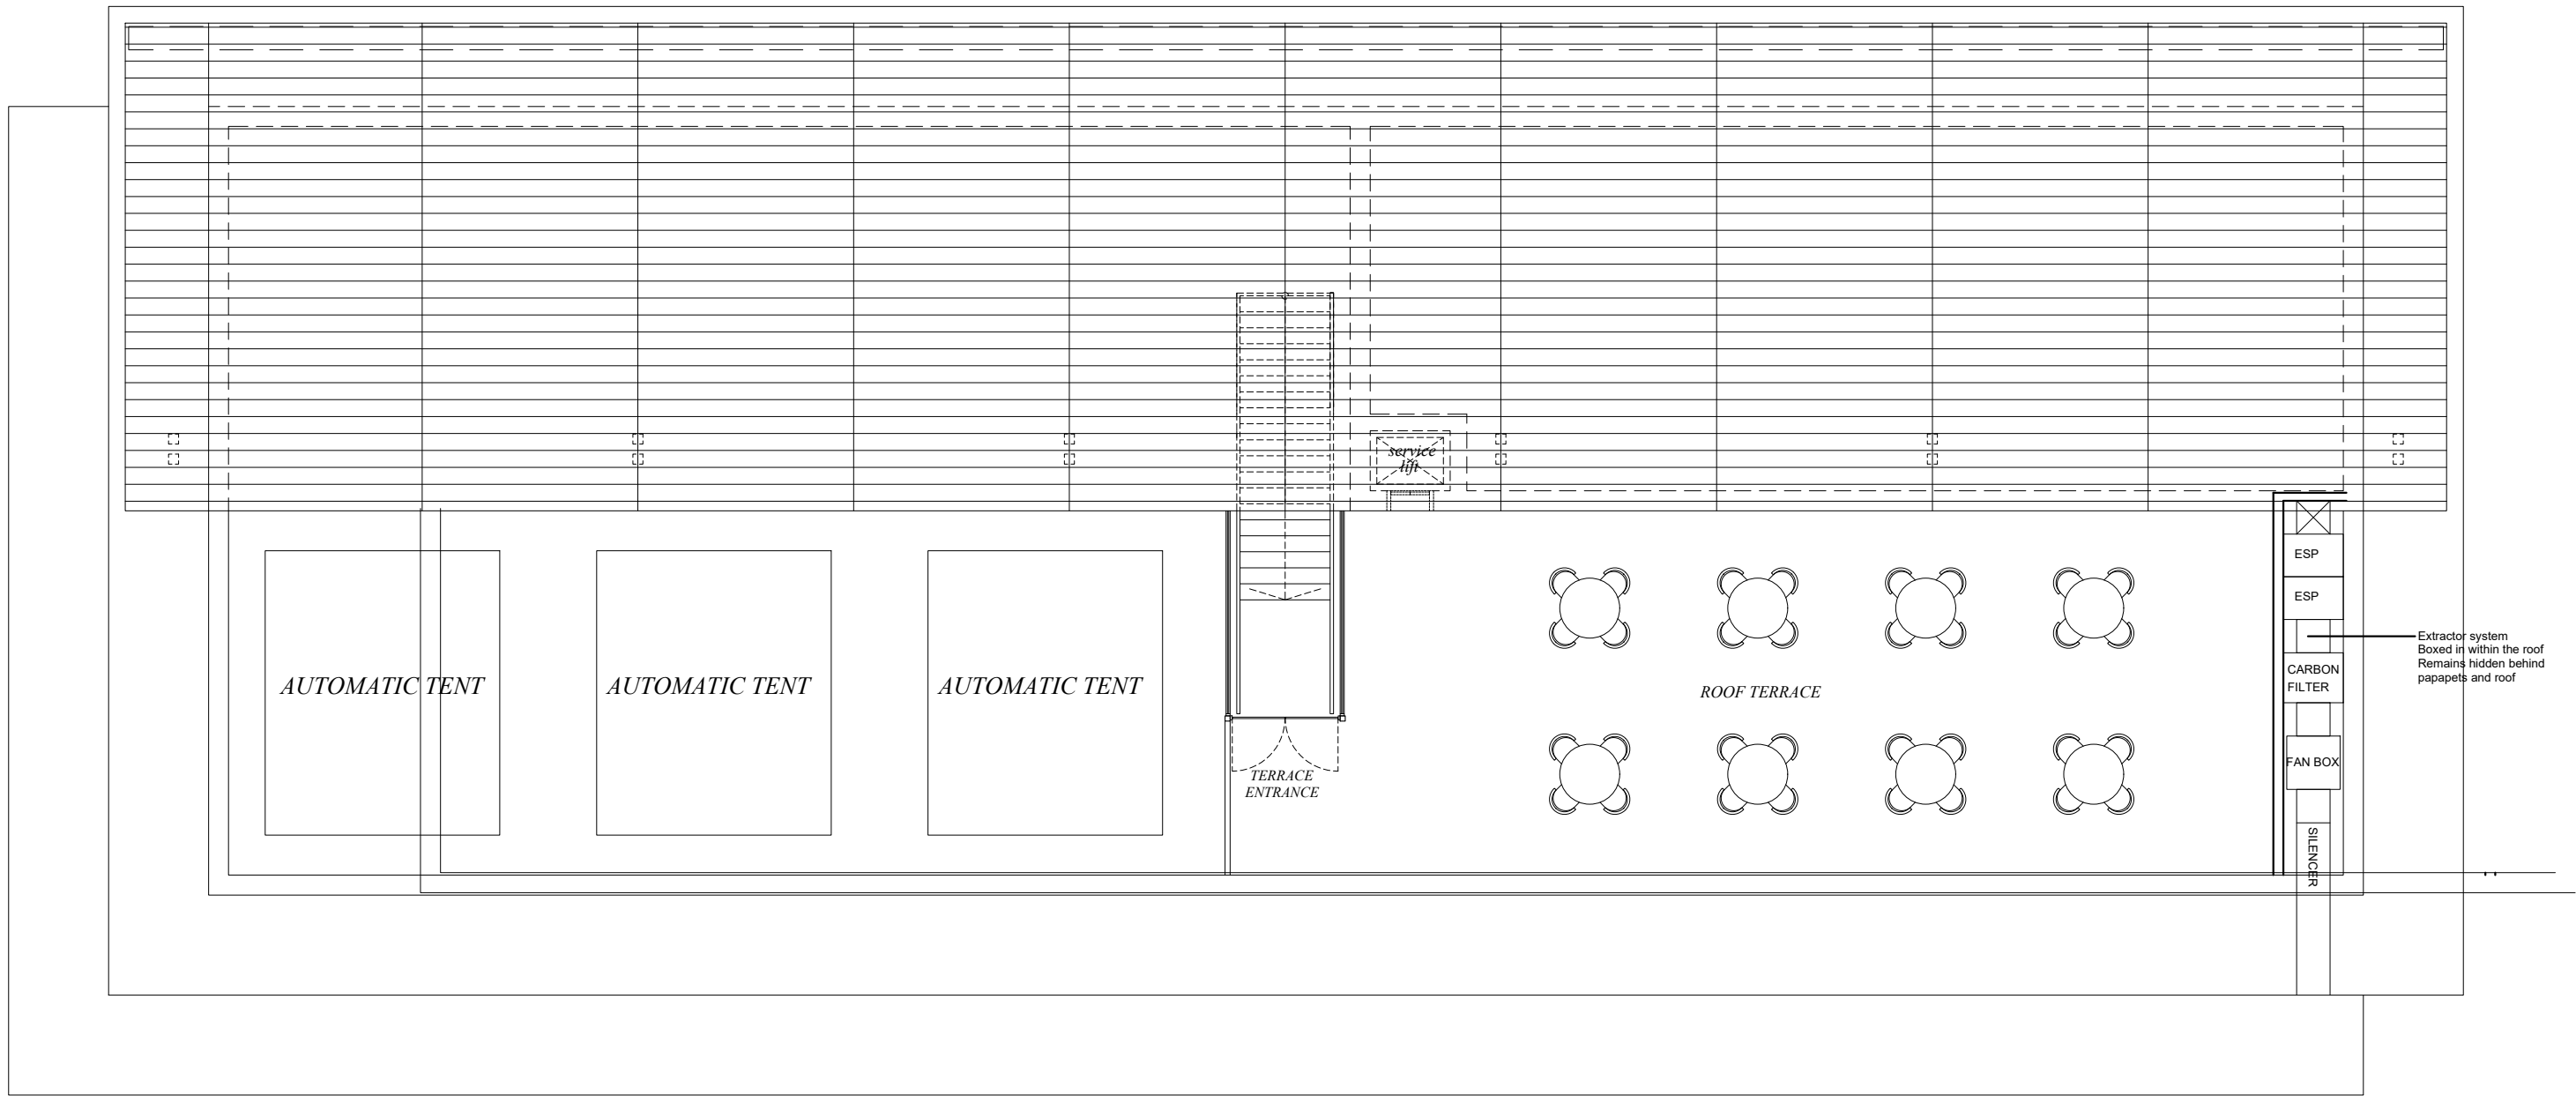 service
lift
ESP
ESP
Extractor system
Boxed in within the roof
Remains hidden behind
papapets and roof
CARBON
FILTER
AUTOMATIC TENT
AUTOMATIC TENT
AUTOMATIC TENT
ROOF TERRACE
FAN BOX
TERRACE
ENTRANCE
SILENCER